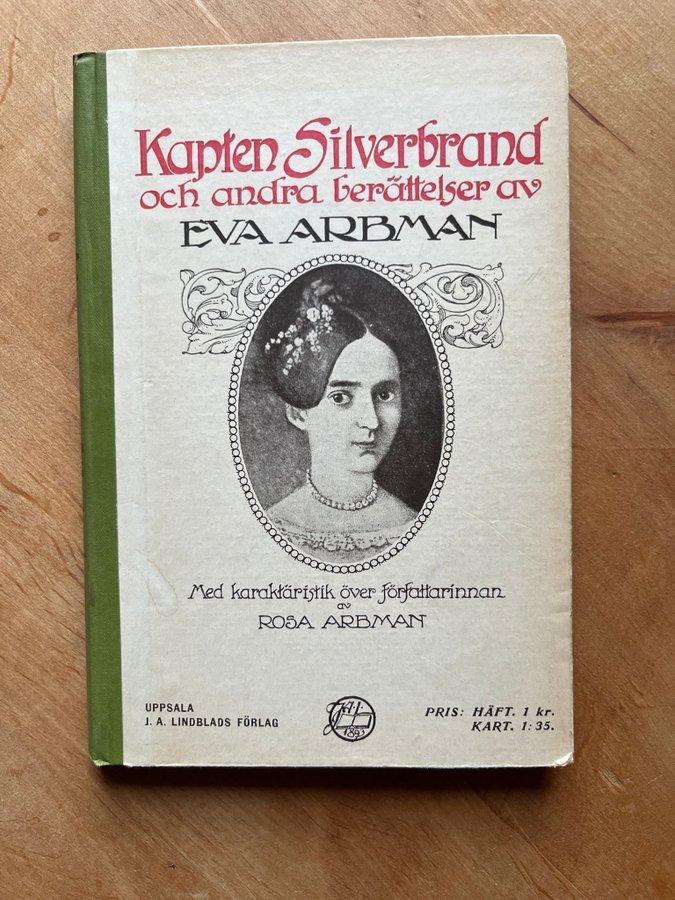 Kapten Silverbrand
och andra berättelser av
EVA ARBMAN
Med karaktäristik över författarinnan
av
ROSA ARBMAN
UPPSALA
J. A. LINDBLADS FÖRLAG
1893
PRIS: HÄFT. 1 kr.
KART. 1:35.